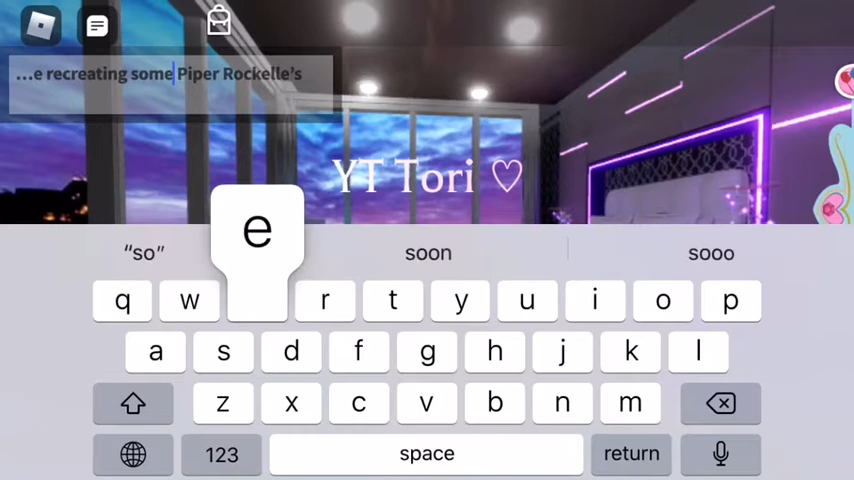 ...e recreating some Piper Rockelle's
YT Tori ♡
e
"so" soon sooo
q w r t y u i o p
a s d f g h j k l
z x c v b n m
123 space return